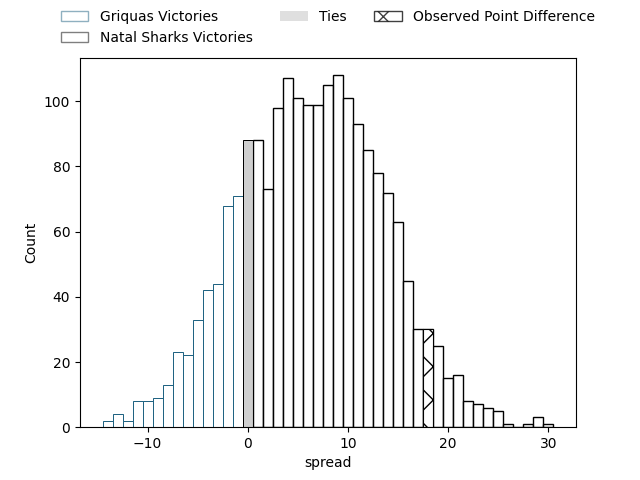 Griquas Victories
Natal Sharks Victories
Ties
Observed Point Difference
100
80
60
40
20
0
Count
−10
0
10
20
30
spread